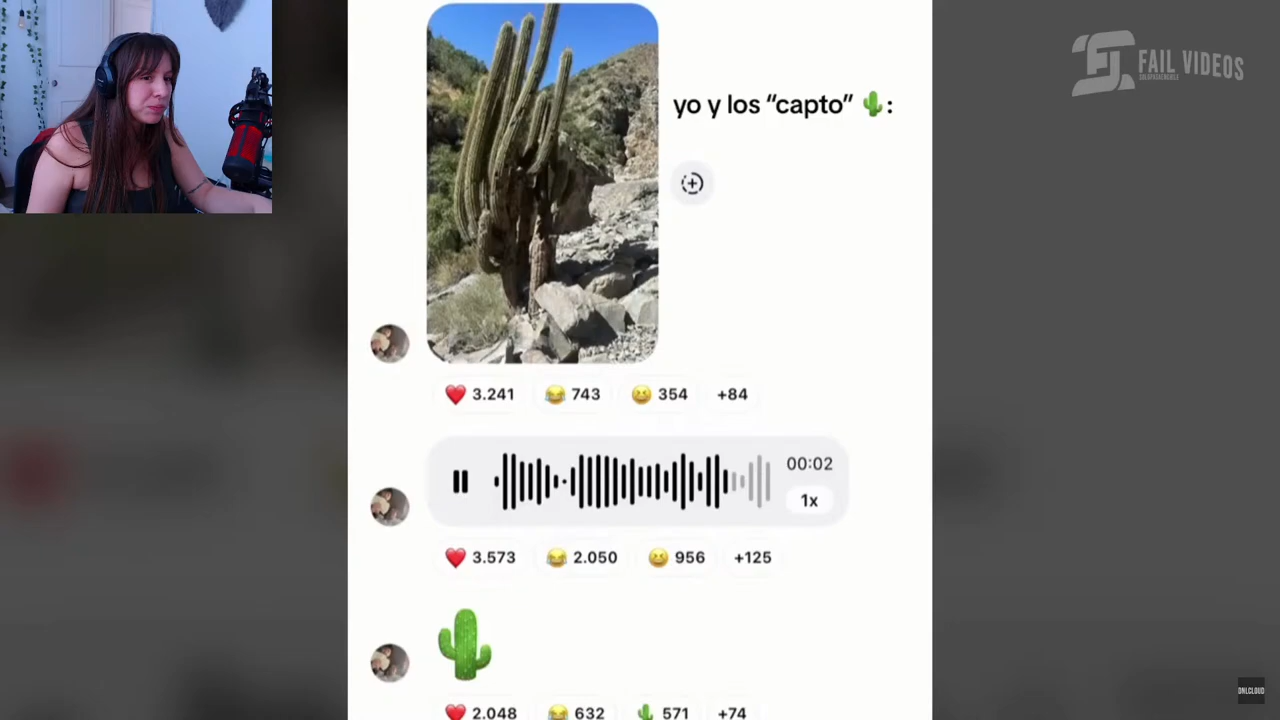 FAIL VIDEOS
yo y los “capto” 🌵:
❤️ 3.241 😂 743 😆 354 +84
00:02
1x
❤️ 3.573 😂 2.050 😆 956 +125
🌵
❤️ 2.048 😂 632 🌵 571 +74
ONLCLOUD